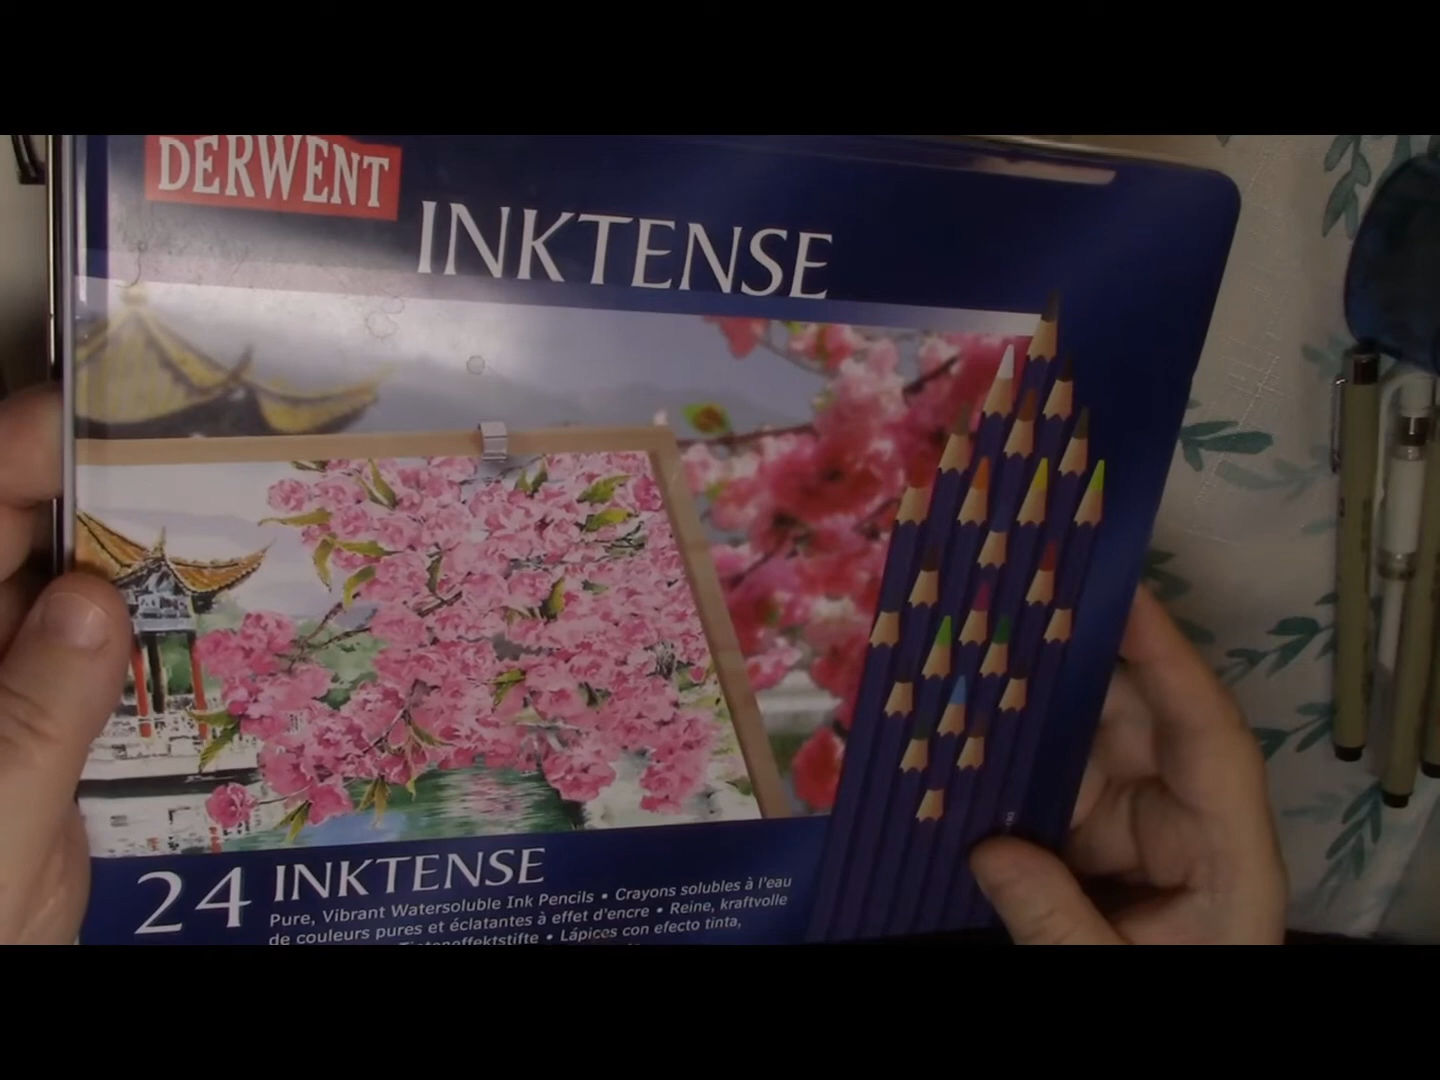 DERWENT
INKTENSE
24 INKTENSE
Pure, Vibrant Watersoluble Ink Pencils • Crayons solubles à l'eau
de couleurs pures et éclatantes à effet d'encre • Reine, kraftvolle
Tinteneffektstifte • Lápices con efecto tinta,